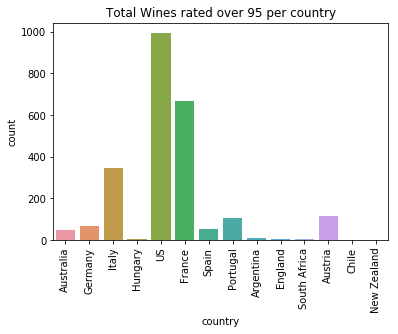 Total Wines rated over 95 per country
count
1000
800
600
400
200
0
Australia
Germany
Italy
Hungary
US
France
Spain
Portugal
Argentina
England
South Africa
Austria
Chile
New Zealand
country